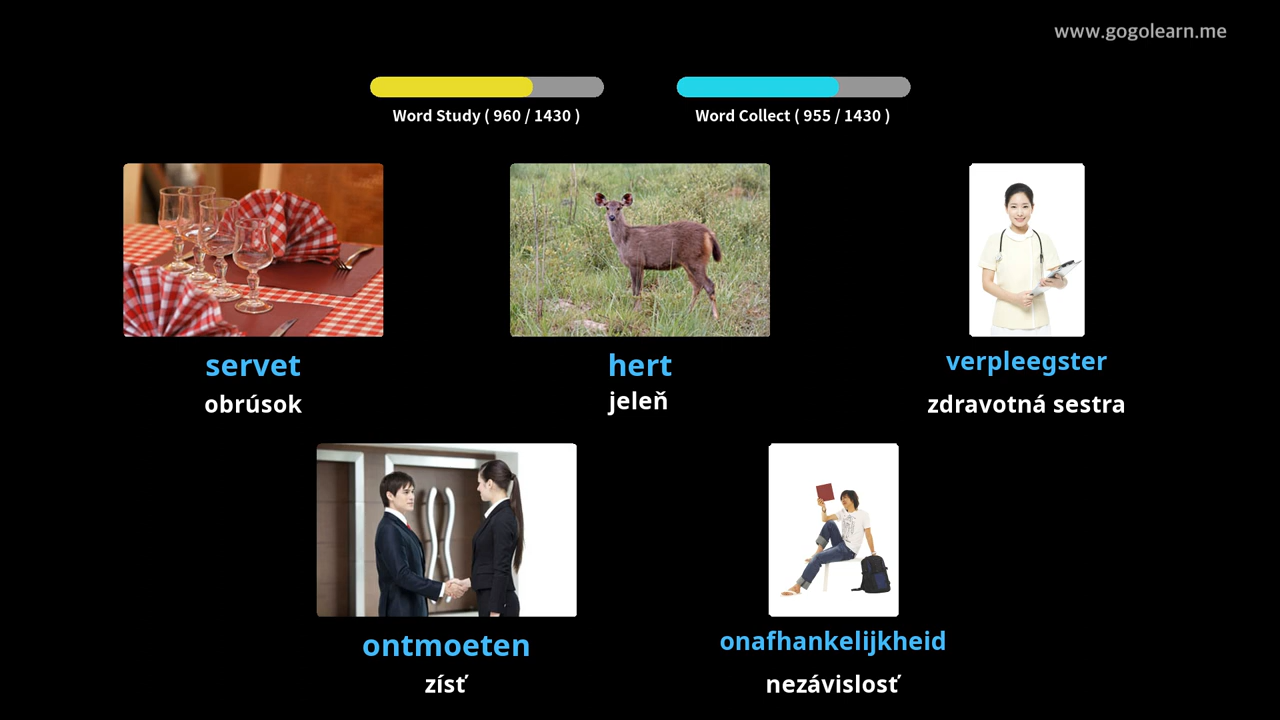 www.gogolearn.me
Word Study ( 960 / 1430 )
Word Collect ( 955 / 1430 )
servet
obrúsok
hert
jeleň
verpleegster
zdravotná sestra
ontmoeten
zísť
onafhankelijkheid
nezávislosť